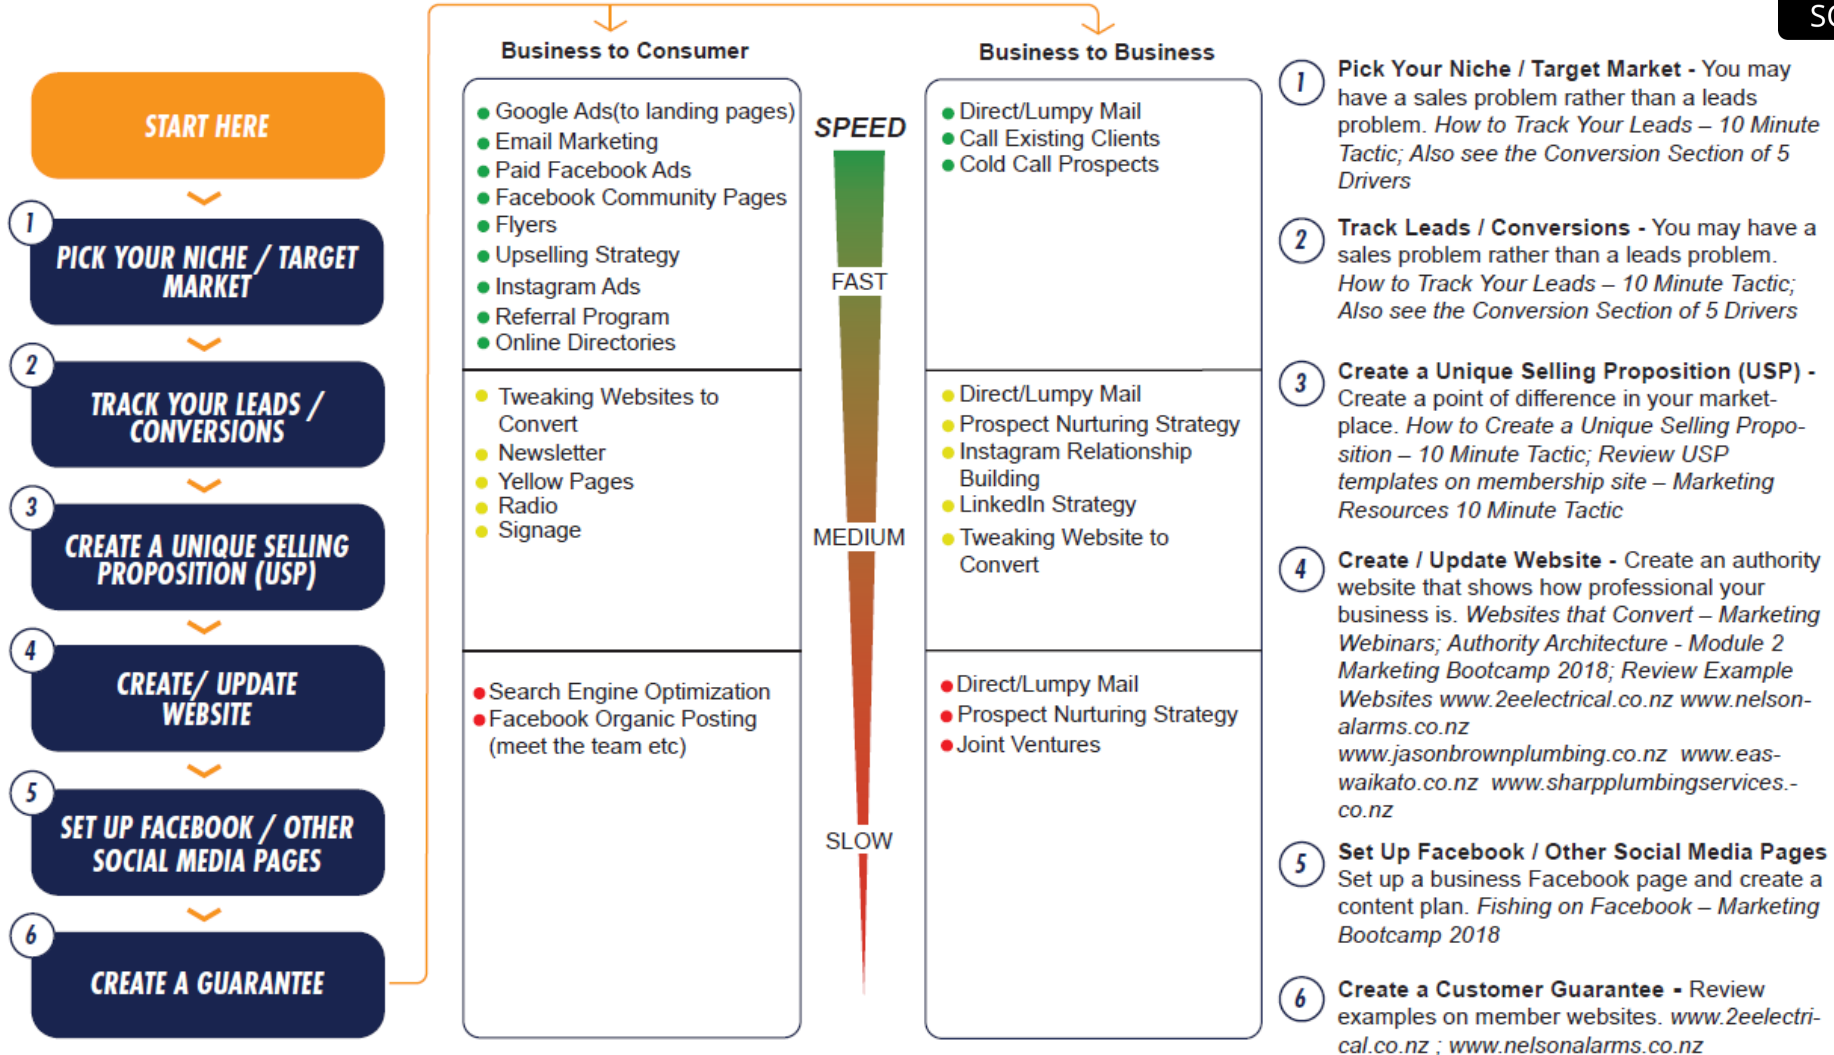 START HERE
1
PICK YOUR NICHE / TARGET
MARKET
2
TRACK YOUR LEADS /
CONVERSIONS
3
CREATE A UNIQUE SELLING
PROPOSITION (USP)
4
CREATE/ UPDATE
WEBSITE
5
SET UP FACEBOOK / OTHER
SOCIAL MEDIA PAGES
6
CREATE A GUARANTEE
Business to Consumer
Google Ads(to landing pages)
Email Marketing
Paid Facebook Ads
Facebook Community Pages
Flyers
Upselling Strategy
Instagram Ads
Referral Program
Online Directories
Tweaking Websites to
Convert
Newsletter
Yellow Pages
Radio
Signage
Search Engine Optimization
Facebook Organic Posting
(meet the team etc)
SPEED
FAST
MEDIUM
SLOW
Business to Business
Direct/Lumpy Mail
Call Existing Clients
Cold Call Prospects
Direct/Lumpy Mail
Prospect Nurturing Strategy
Instagram Relationship
Building
LinkedIn Strategy
Tweaking Website to
Convert
Direct/Lumpy Mail
Prospect Nurturing Strategy
Joint Ventures
1
Pick Your Niche / Target Market - You may
have a sales problem rather than a leads
problem. How to Track Your Leads – 10 Minute
Tactic; Also see the Conversion Section of 5
Drivers
2
Track Leads / Conversions - You may have a
sales problem rather than a leads problem.
How to Track Your Leads – 10 Minute Tactic;
Also see the Conversion Section of 5 Drivers
3
Create a Unique Selling Proposition (USP) -
Create a point of difference in your market-
place. How to Create a Unique Selling Propo-
sition – 10 Minute Tactic; Review USP
templates on membership site – Marketing
Resources 10 Minute Tactic
4
Create / Update Website - Create an authority
website that shows how professional your
business is. Websites that Convert – Marketing
Webinars; Authority Architecture - Module 2
Marketing Bootcamp 2018; Review Example
Websites www.2eelectrical.co.nz www.nelson-
alarms.co.nz
www.jasonbrownplumbing.co.nz www.eas-
waikato.co.nz www.sharpplumbingservices.-
co.nz
5
Set Up Facebook / Other Social Media Pages
Set up a business Facebook page and create a
content plan. Fishing on Facebook – Marketing
Bootcamp 2018
6
Create a Customer Guarantee - Review
examples on member websites. www.2eelectri-
cal.co.nz ; www.nelsonalarms.co.nz